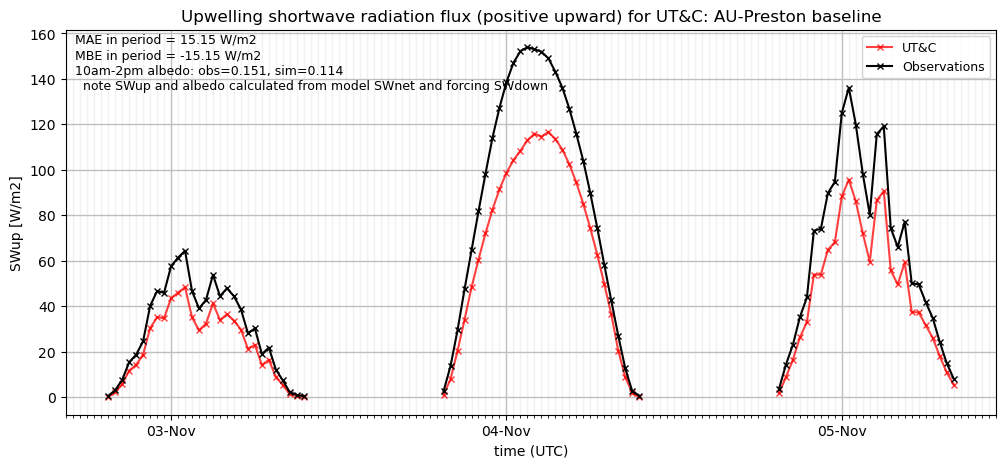 Upwelling shortwave radiation flux (positive upward) for UT&C: AU-Preston baseline
MAE in period = 15.15 W/m2
MBE in period = -15.15 W/m2
10am-2pm albedo: obs=0.151, sim=0.114
note SWup and albedo calculated from model SWnet and forcing SWdown
UT&C
Observations
SWup [W/m2]
160
140
120
100
80
60
40
20
0
03-Nov
04-Nov
05-Nov
time (UTC)